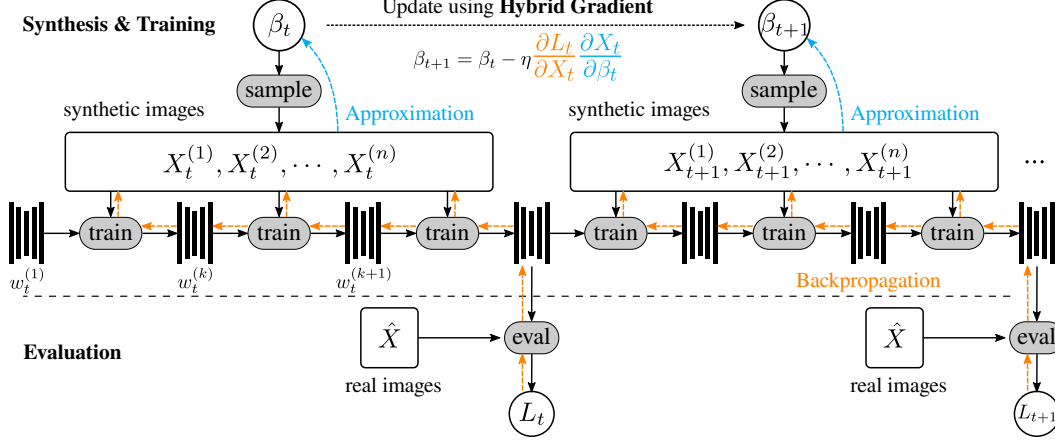 Synthesis & Training
β_t
Update using Hybrid Gradient
β_{t+1}
β_{t+1} = β_t − η ∂L_t/∂X_t ∂X_t/∂β_t
sample
sample
synthetic images
Approximation
synthetic images
Approximation
X_t^{(1)}, X_t^{(2)}, ⋯, X_t^{(n)}
X_{t+1}^{(1)}, X_{t+1}^{(2)}, ⋯, X_{t+1}^{(n)}
...
train
train
train
train
train
train
w_t^{(1)}
w_t^{(k)}
w_t^{(k+1)}
Backpropagation
Evaluation
X̂
eval
X̂
eval
real images
real images
L_t
L_{t+1}